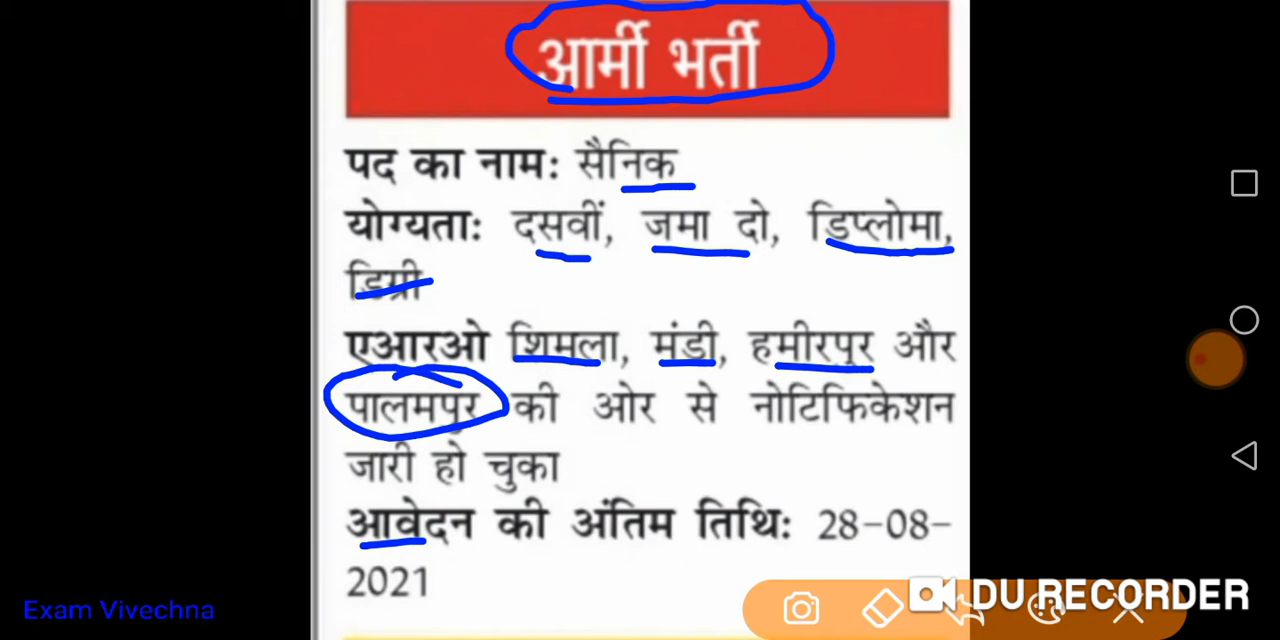 आर्मी भर्ती
पद का नाम: सैनिक
योग्यता: दसवीं, जमा दो, डिप्लोमा,
डिग्री
एआरओ शिमला, मंडी, हमीरपुर और
पालमपुर की ओर से नोटिफिकेशन
जारी हो चुका
आवेदन की अंतिम तिथि: 28-08-
2021
Exam Vivechna
DU RECORDER